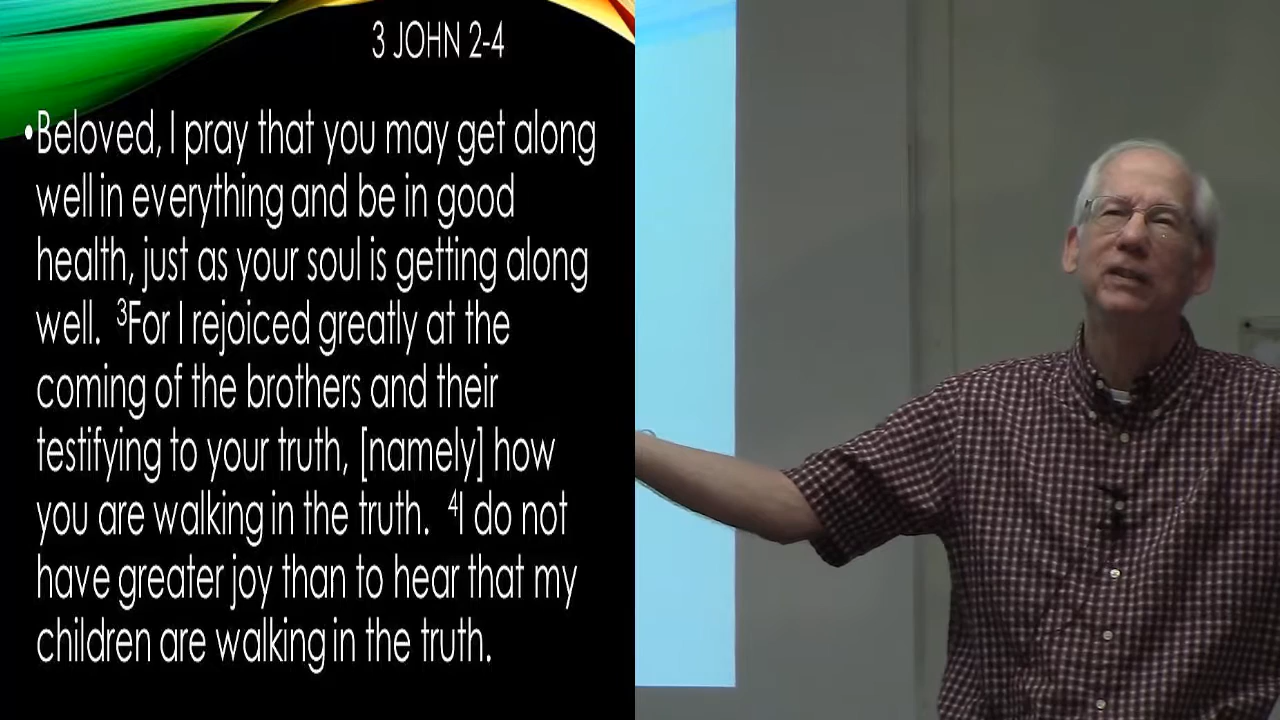 3 JOHN 2-4
•Beloved, I pray that you may get along
well in everything and be in good
health, just as your soul is getting along
well. ³For I rejoiced greatly at the
coming of the brothers and their
testifying to your truth, [namely] how
you are walking in the truth. ⁴I do not
have greater joy than to hear that my
children are walking in the truth.